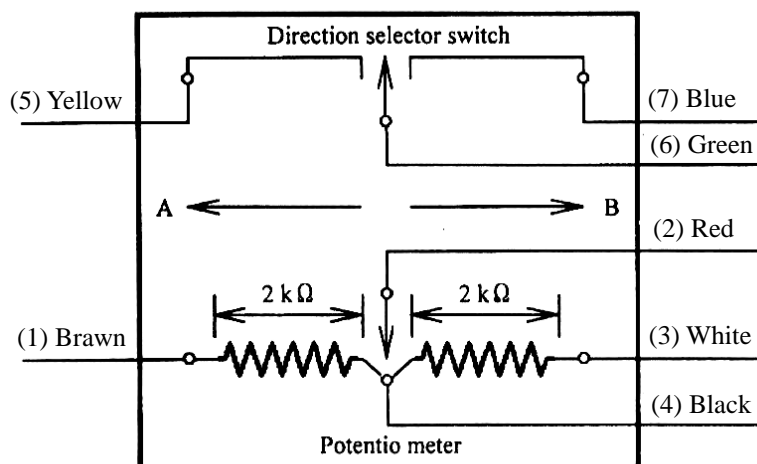 Direction selector switch
(5) Yellow
(7) Blue
(6) Green
A
B
(2) Red
2 kΩ
2 kΩ
(1) Brawn
(3) White
(4) Black
Potentio meter